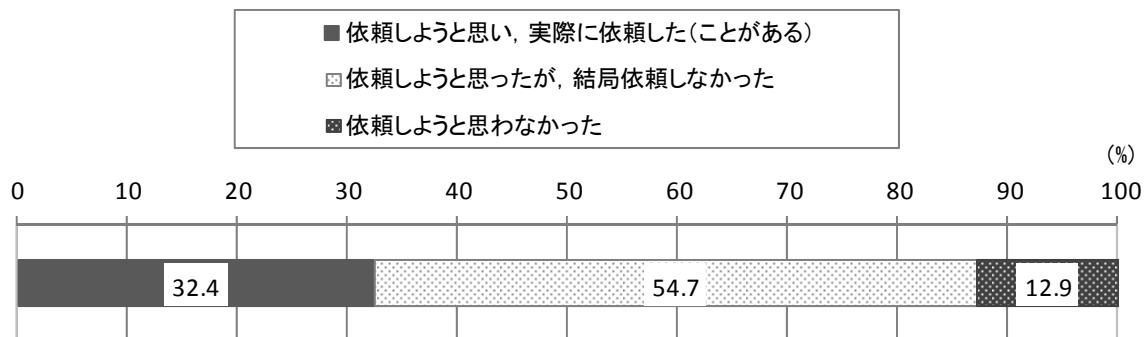 依頼しようと思い，実際に依頼した（ことがある）
依頼しようと思ったが，結局依頼しなかった
依頼しようと思わなかった
(%)
0 10 20 30 40 50 60 70 80 90 100
32.4 54.7 12.9